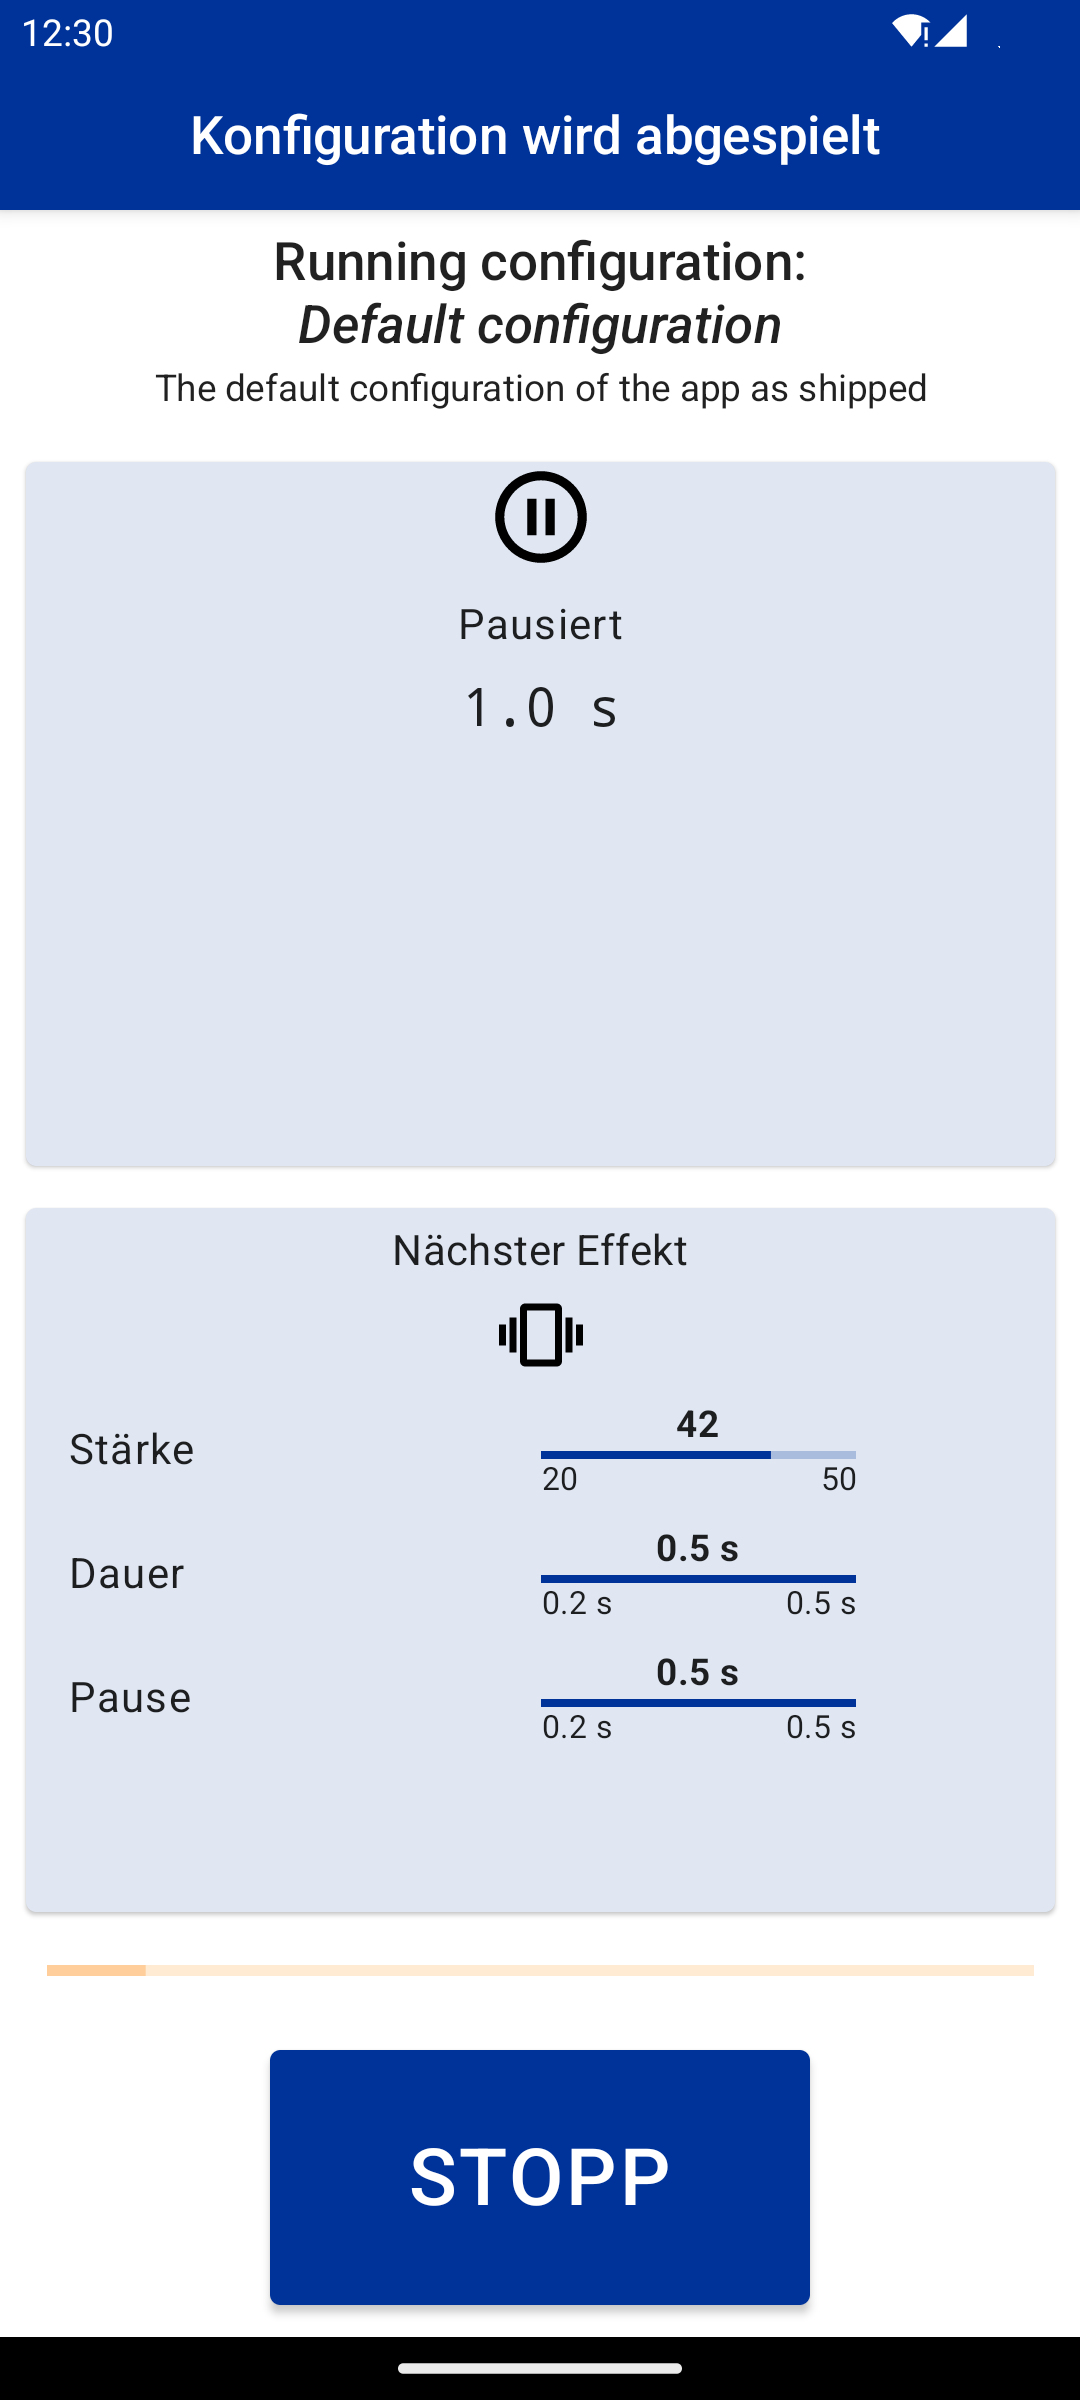 12:30
Konfiguration wird abgespielt
Running configuration:
Default configuration
The default configuration of the app as shipped
Pausiert
1.0 s
Nächster Effekt
Stärke
42
20 50
Dauer
0.5 s
0.2 s 0.5 s
Pause
0.5 s
0.2 s 0.5 s
STOPP